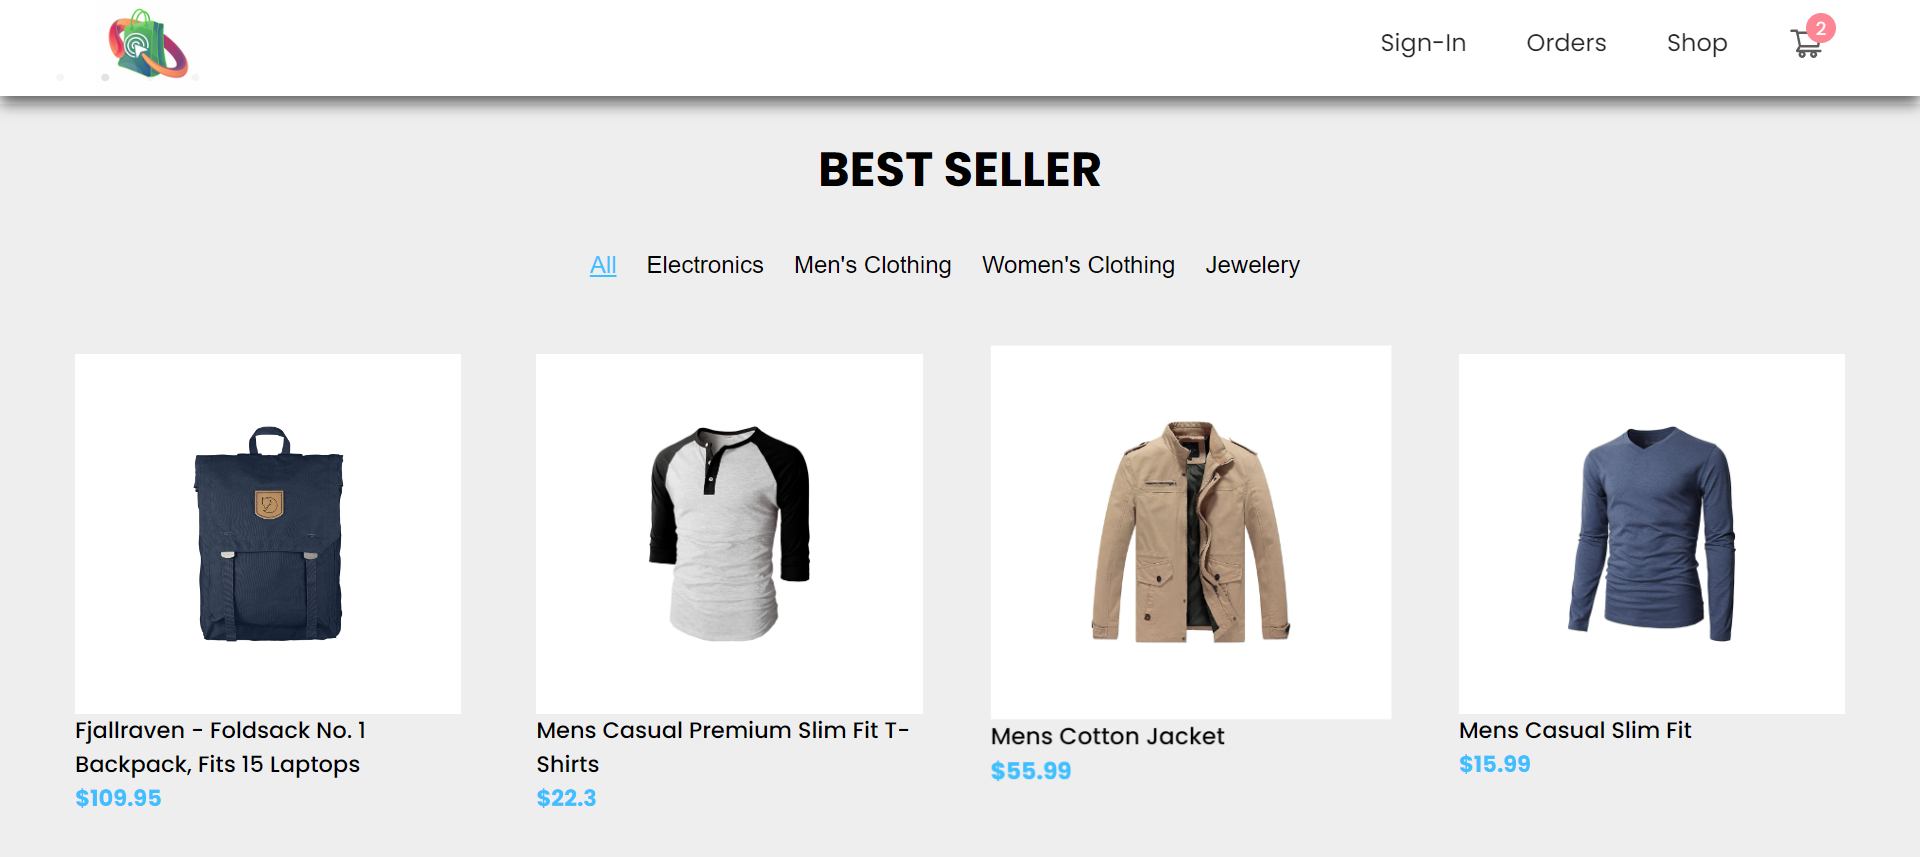 Sign-In Orders Shop 2
BEST SELLER
All Electronics Men's Clothing Women's Clothing Jewelery
Fjallraven - Foldsack No. 1
Backpack, Fits 15 Laptops
$109.95
Mens Casual Premium Slim Fit T-
Shirts
$22.3
Mens Cotton Jacket
$55.99
Mens Casual Slim Fit
$15.99